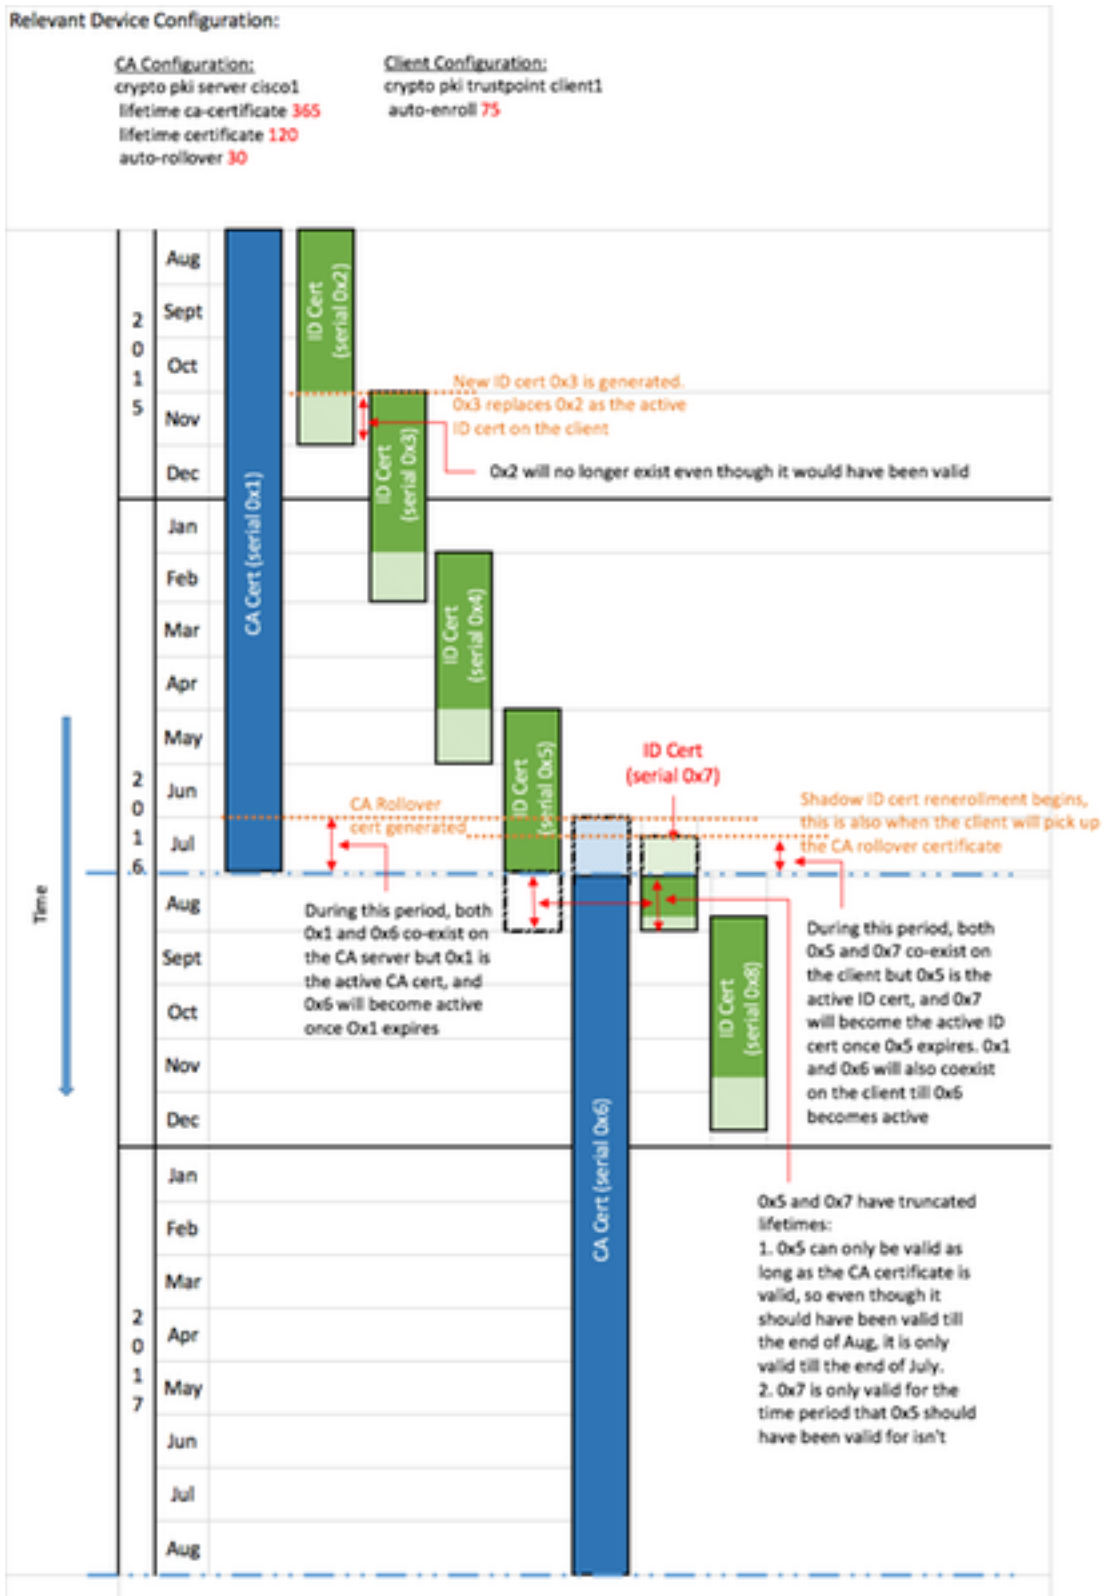 Relevant Device Configuration:
CA Configuration:
crypto pki server cisco1
lifetime ca-certificate 365
lifetime certificate 120
auto-rollover 30
Client Configuration:
crypto pki trustpoint client1
auto-enroll 75
Time
2015
Aug
Sept
Oct
Nov
Dec
2016
Jan
Feb
Mar
Apr
May
Jun
Jul
Aug
Sept
Oct
Nov
Dec
2017
Jan
Feb
Mar
Apr
May
Jun
Jul
Aug
CA Cert (serial 0x1)
ID Cert
(serial 0x2)
ID Cert
(serial 0x3)
New ID cert 0x3 is generated.
0x3 replaces 0x2 as the active
ID cert on the client
0x2 will no longer exist even though it would have been valid
ID Cert
(serial 0x4)
ID Cert
(serial 0x5)
ID Cert
(serial 0x7)
CA Rollover
cert generated
Shadow ID cert renerollment begins,
this is also when the client will pick up
the CA rollover certificate
During this period, both
0x1 and 0x6 co-exist on
the CA server but 0x1 is
the active CA cert, and
0x6 will become active
once Ox1 expires
CA Cert (serial 0x6)
ID Cert
(serial 0x8)
During this period, both
0x5 and 0x7 co-exist on
the client but 0x5 is the
active ID cert, and 0x7
will become the active ID
cert once 0x5 expires. 0x1
and 0x6 will also coexist
on the client till 0x6
becomes active
0x5 and 0x7 have truncated
lifetimes:
1. 0x5 can only be valid as
long as the CA certificate is
valid, so even though it
should have been valid till
the end of Aug, it is only
valid till the end of July.
2. 0x7 is only valid for the
time period that 0x5 should
have been valid for isn't